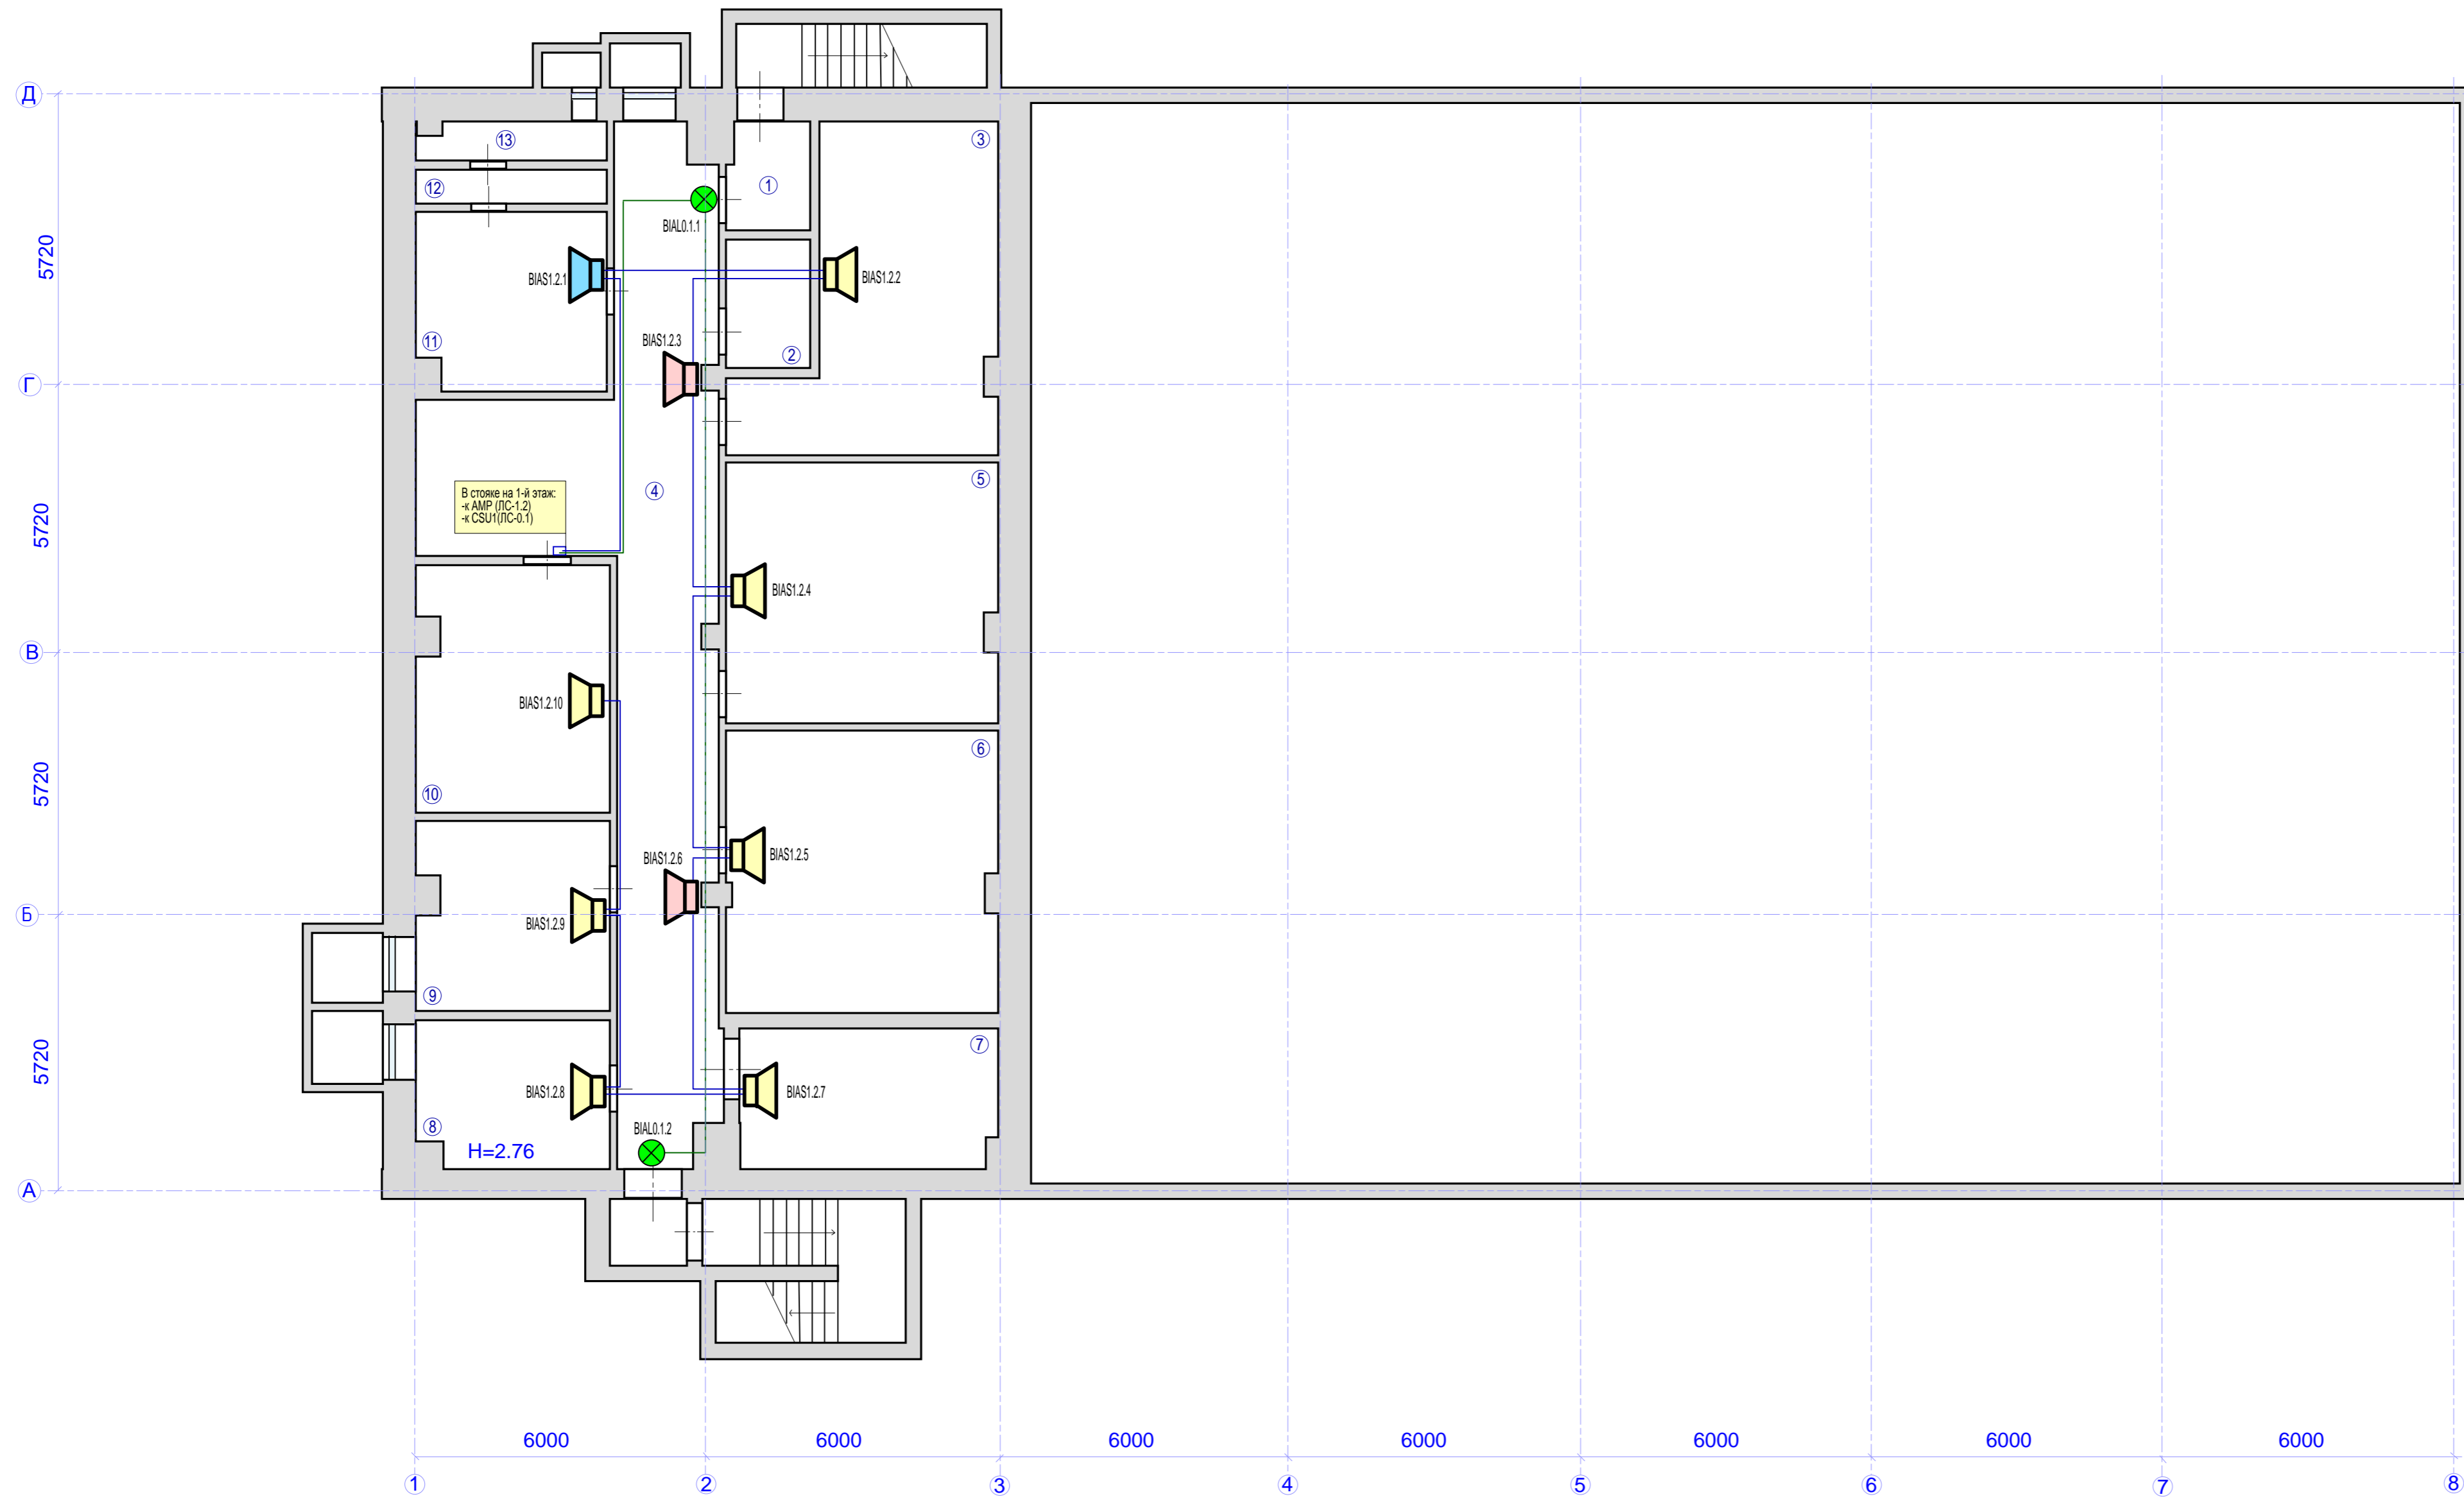 Д
13
3
12
1
BIAL0.1.1
5720
BIAS1.2.1
BIAS1.2.2
11
BIAS1.2.3
2
Г
5
4
В стояке на 1-й этаж:
-к AMP (ЛС-1.2)
-к CSU1(ЛС-0.1)
5720
BIAS1.2.4
В
BIAS1.2.10
6
5720
10
BIAS1.2.6
BIAS1.2.5
Б
BIAS1.2.9
9
7
5720
BIAS1.2.8
BIAS1.2.7
8
BIAL0.1.2
H=2.76
А
6000 6000 6000 6000 6000 6000 6000
1 2 3 4 5 6 7 8